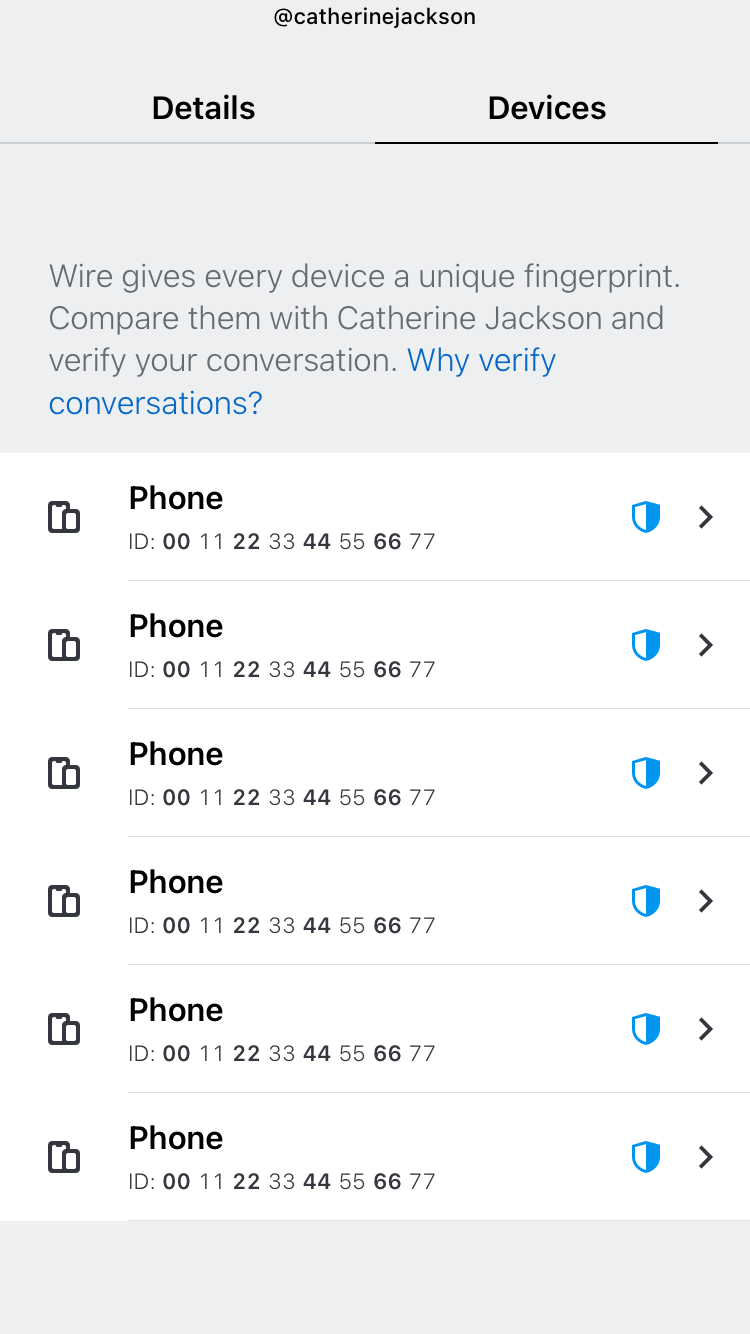 @catherinejackson
Details Devices
Wire gives every device a unique fingerprint.
Compare them with Catherine Jackson and
verify your conversation. Why verify
conversations?
Phone
ID: 00 11 22 33 44 55 66 77
Phone
ID: 00 11 22 33 44 55 66 77
Phone
ID: 00 11 22 33 44 55 66 77
Phone
ID: 00 11 22 33 44 55 66 77
Phone
ID: 00 11 22 33 44 55 66 77
Phone
ID: 00 11 22 33 44 55 66 77